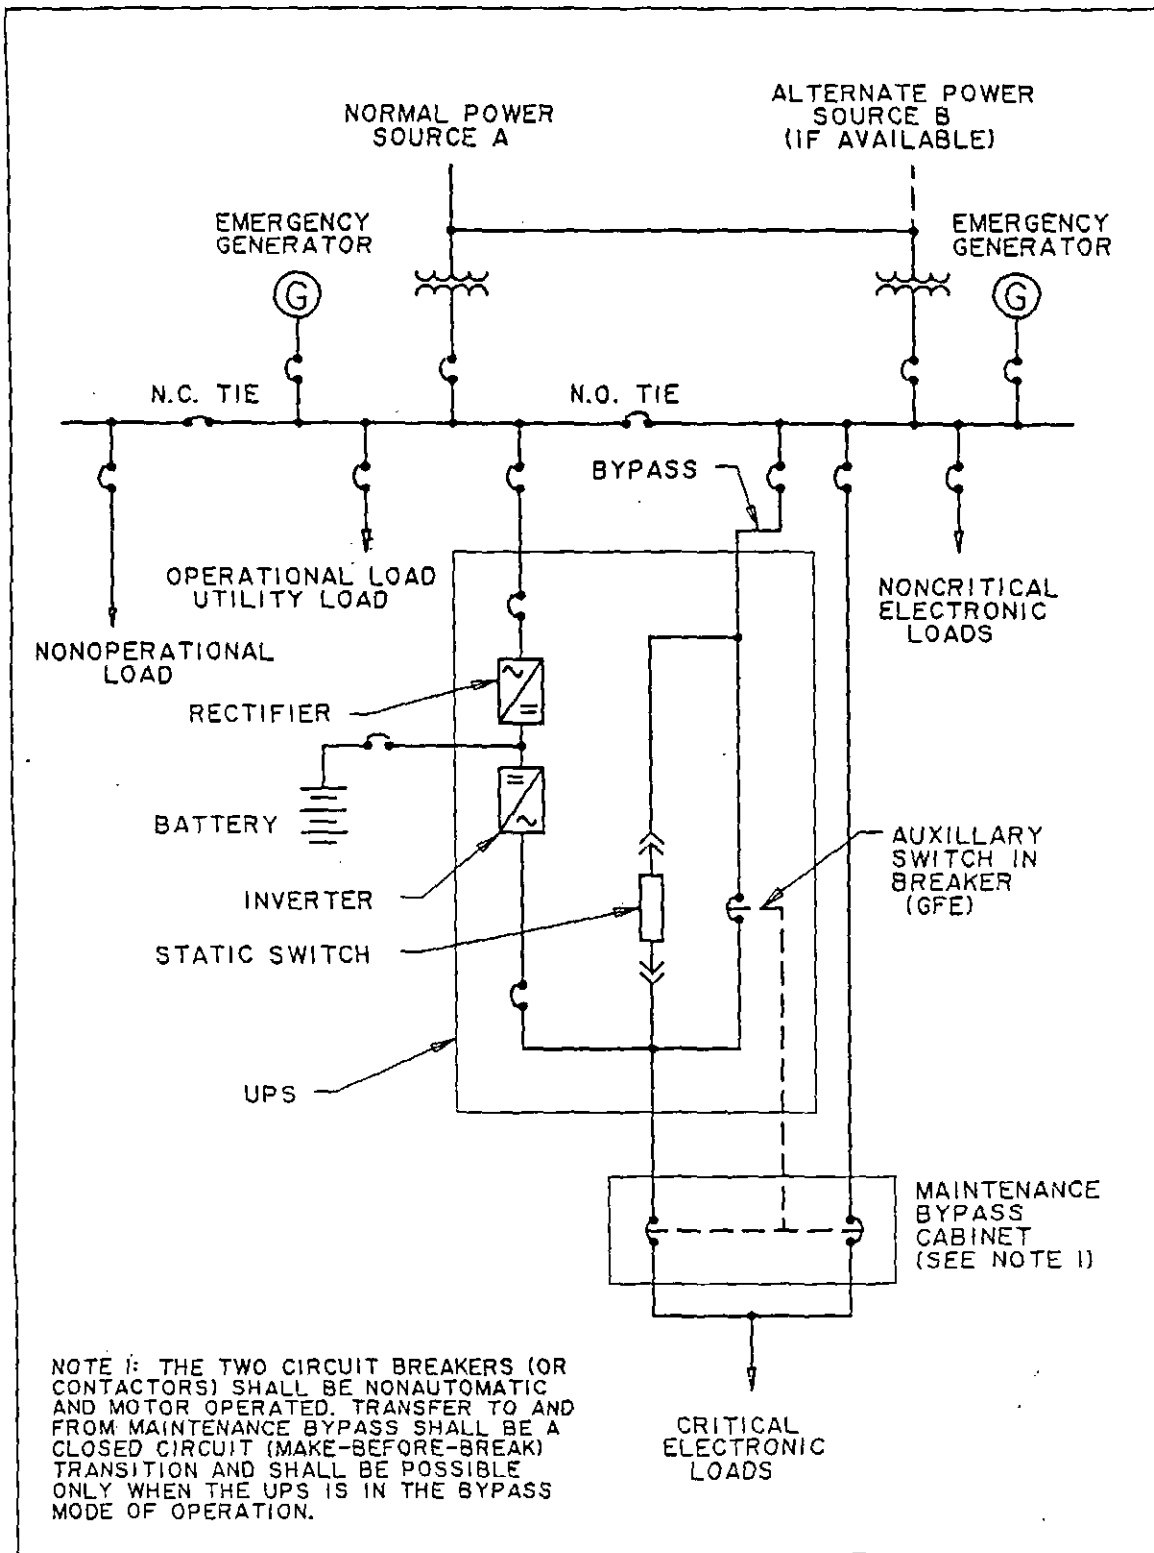 NORMAL POWER
SOURCE A
ALTERNATE POWER
SOURCE B
(IF AVAILABLE)
EMERGENCY
GENERATOR
EMERGENCY
GENERATOR
G
G
N.C. TIE
N.O. TIE
BYPASS
OPERATIONAL LOAD
UTILITY LOAD
NONCRITICAL
ELECTRONIC
LOADS
NONOPERATIONAL
LOAD
RECTIFIER
BATTERY
AUXILLARY
SWITCH IN
BREAKER
(GFE)
INVERTER
STATIC SWITCH
UPS
MAINTENANCE
BYPASS
CABINET
(SEE NOTE 1)
NOTE 1: THE TWO CIRCUIT BREAKERS (OR
CONTACTORS) SHALL BE NONAUTOMATIC
AND MOTOR OPERATED. TRANSFER TO AND
FROM MAINTENANCE BYPASS SHALL BE A
CLOSED CIRCUIT (MAKE-BEFORE-BREAK)
TRANSITION AND SHALL BE POSSIBLE
ONLY WHEN THE UPS IS IN THE BYPASS
MODE OF OPERATION.
CRITICAL
ELECTRONIC
LOADS